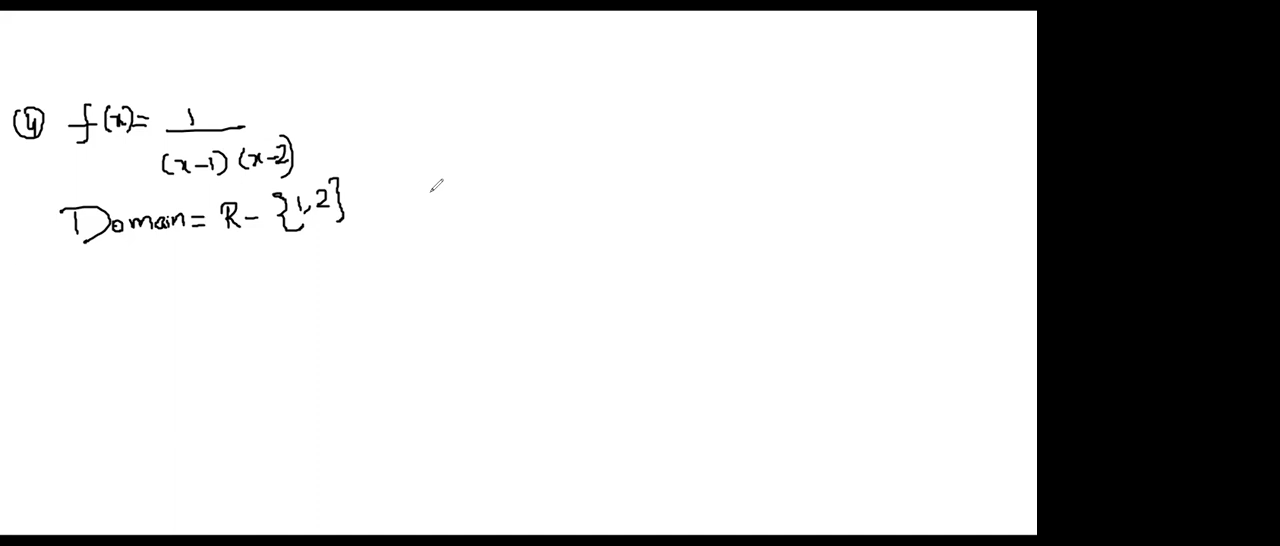 ④ f(x) = 1
(x-1) (x-2)
Domain = R - {1, 2}